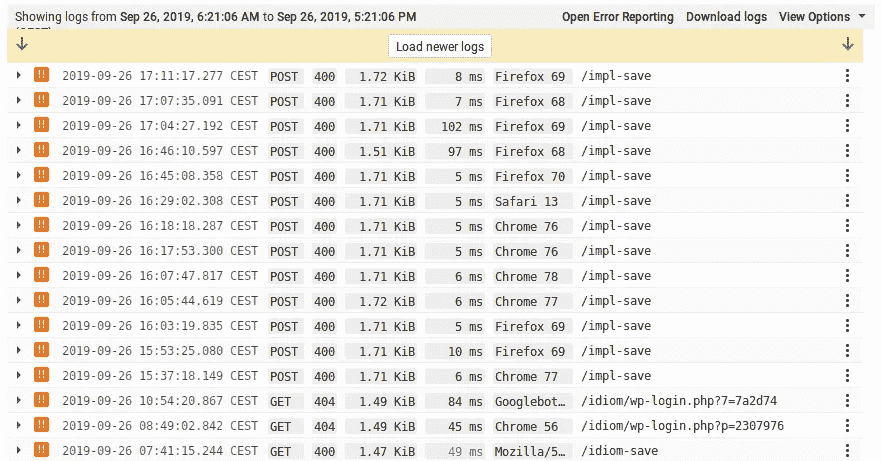 Showing logs from Sep 26, 2019, 6:21:06 AM to Sep 26, 2019, 5:21:06 PM Open Error Reporting Download logs View Options
Load newer logs
2019-09-26 17:11:17.277 CEST POST 400 1.72 KiB 8 ms Firefox 69 /impl-save
2019-09-26 17:07:35.091 CEST POST 400 1.71 KiB 7 ms Firefox 68 /impl-save
2019-09-26 17:04:27.192 CEST POST 400 1.71 KiB 102 ms Firefox 69 /impl-save
2019-09-26 16:46:10.597 CEST POST 400 1.51 KiB 97 ms Firefox 68 /impl-save
2019-09-26 16:45:08.358 CEST POST 400 1.71 KiB 5 ms Firefox 70 /impl-save
2019-09-26 16:29:02.308 CEST POST 400 1.71 KiB 5 ms Safari 13 /impl-save
2019-09-26 16:18:18.287 CEST POST 400 1.71 KiB 5 ms Chrome 76 /impl-save
2019-09-26 16:17:53.300 CEST POST 400 1.71 KiB 5 ms Chrome 76 /impl-save
2019-09-26 16:07:47.817 CEST POST 400 1.71 KiB 6 ms Chrome 78 /impl-save
2019-09-26 16:05:44.619 CEST POST 400 1.72 KiB 6 ms Chrome 77 /impl-save
2019-09-26 16:03:19.835 CEST POST 400 1.71 KiB 5 ms Firefox 69 /impl-save
2019-09-26 15:53:25.080 CEST POST 400 1.71 KiB 10 ms Firefox 69 /impl-save
2019-09-26 15:37:18.149 CEST POST 400 1.71 KiB 6 ms Chrome 77 /impl-save
2019-09-26 10:54:20.867 CEST GET 404 1.49 KiB 84 ms Googlebot… /idiom/wp-login.php?7=7a2d74
2019-09-26 08:49:02.842 CEST GET 404 1.49 KiB 45 ms Chrome 56 /idiom/wp-login.php?p=2307976
2019-09-26 07:41:15.244 CEST GET 400 1.47 KiB 49 ms Mozilla/5… /idiom-save